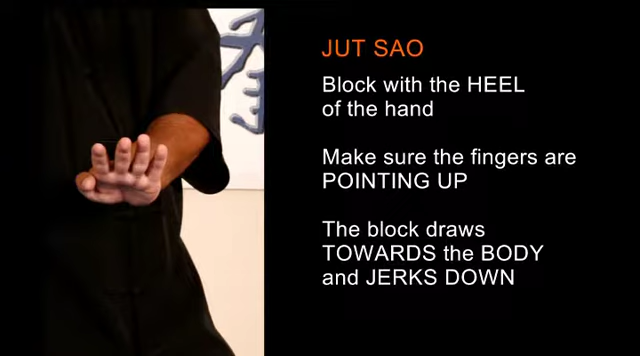 JUT SAO
Block with the HEEL
of the hand
Make sure the fingers are
POINTING UP
The block draws
TOWARDS the BODY
and JERKS DOWN